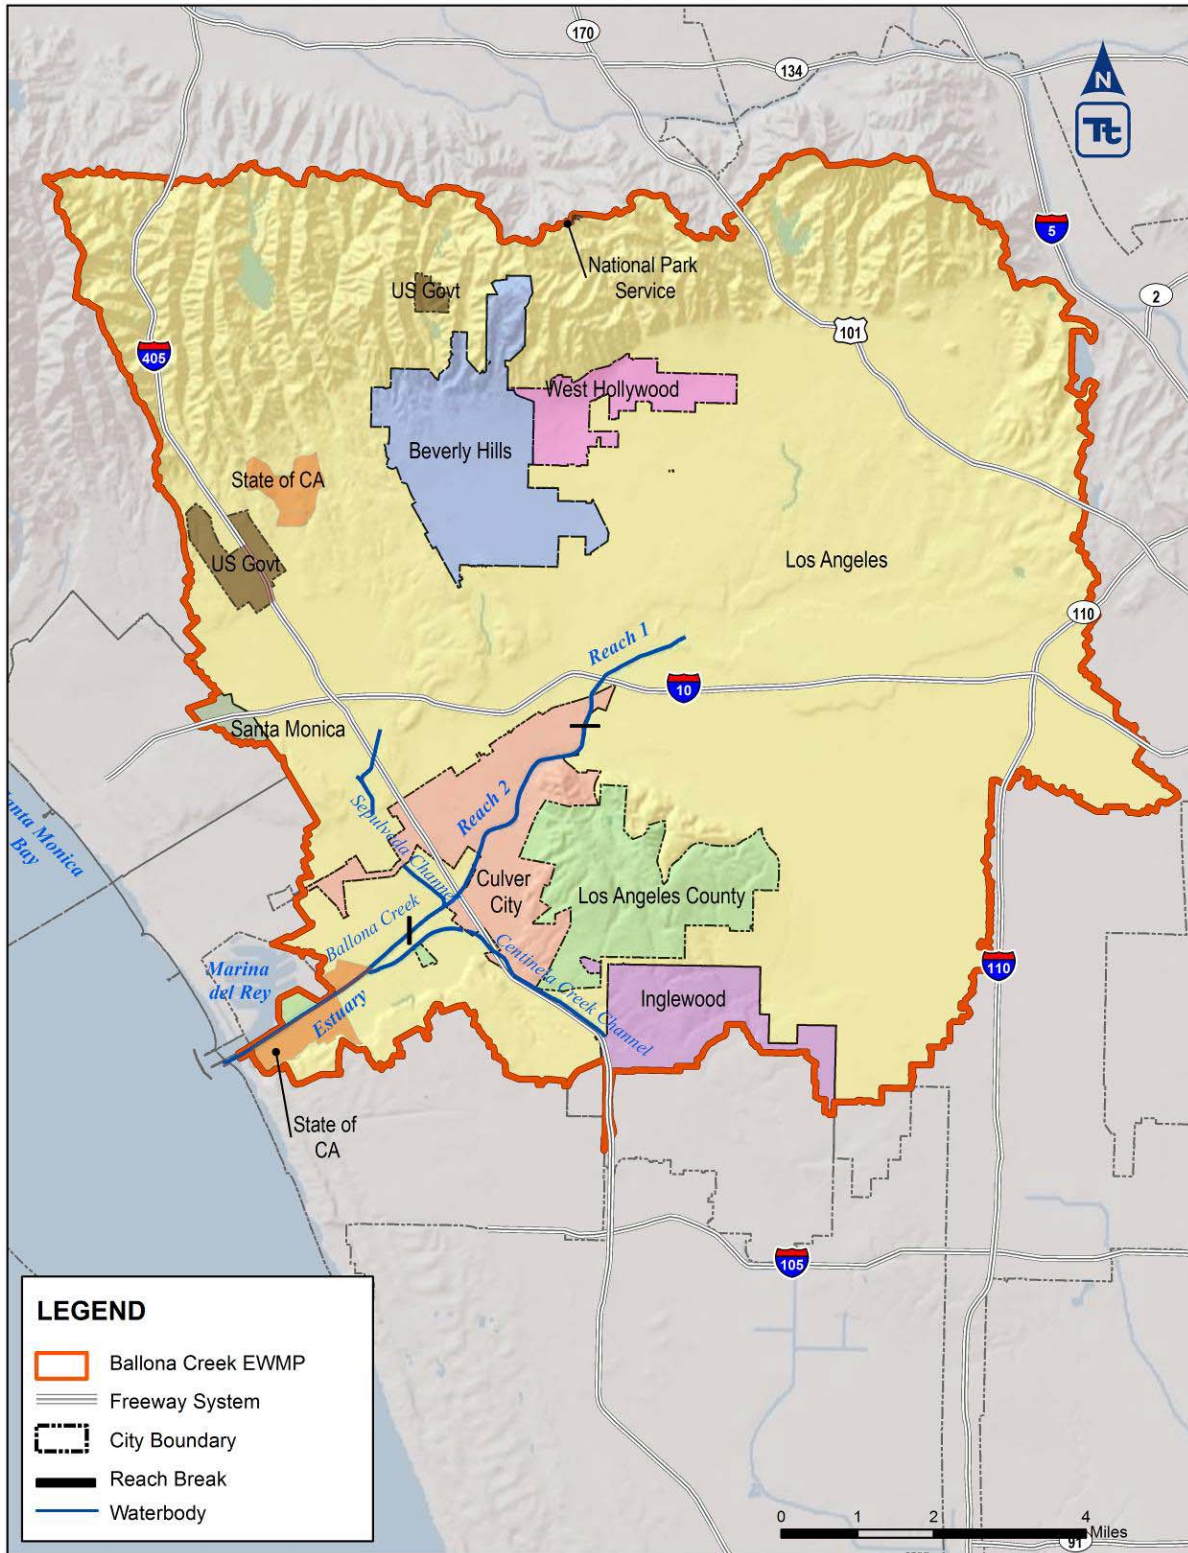 170
134
N
Tt
5
National Park
Service
US Govt
2
101
405
West Hollywood
Beverly Hills
State of CA
US Govt
Los Angeles
110
Reach 1
10
Santa Monica
Reach 2
Sepulveda Channel
Santa Monica
Bay
Culver
City
Los Angeles County
Ballona Creek
Centinela Creek Channel
Marina
del Rey
110
Inglewood
Estuary
State of
CA
105
LEGEND
Ballona Creek EWMP
Freeway System
City Boundary
Reach Break
Waterbody
0 1 2 4
Miles
91